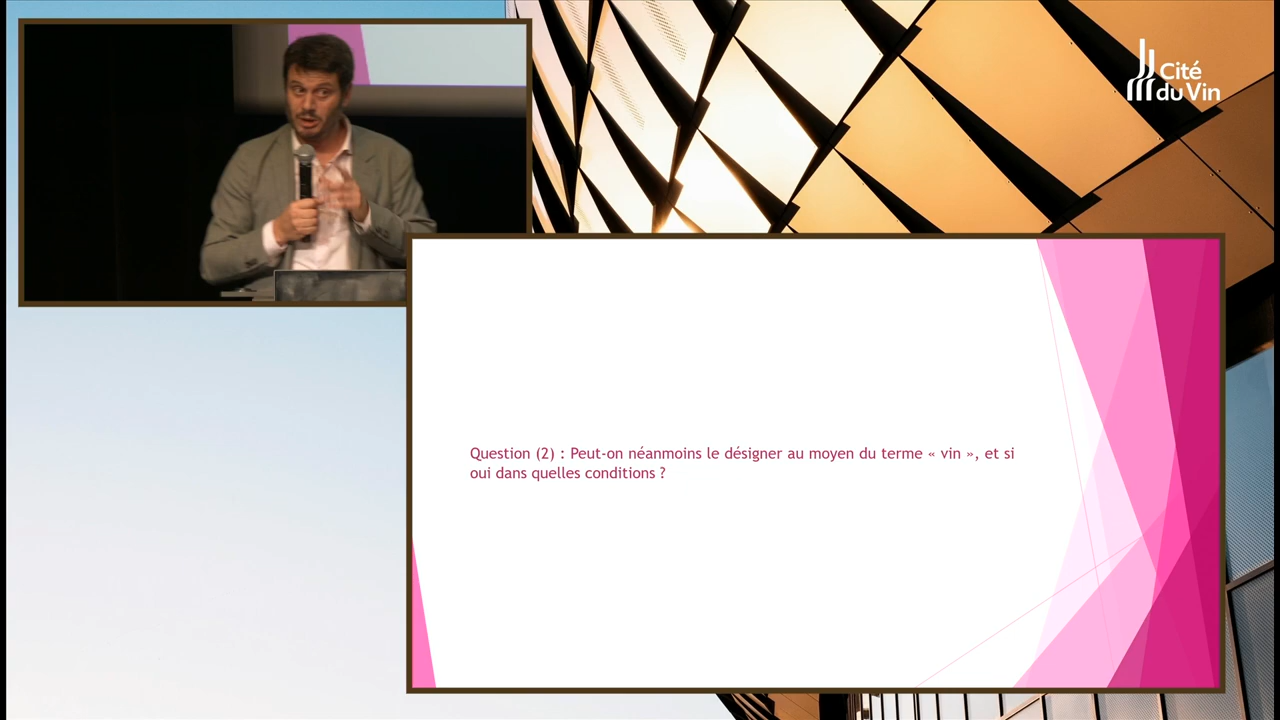 Cité
du Vin
Question (2) : Peut-on néanmoins le désigner au moyen du terme « vin », et si
oui dans quelles conditions ?